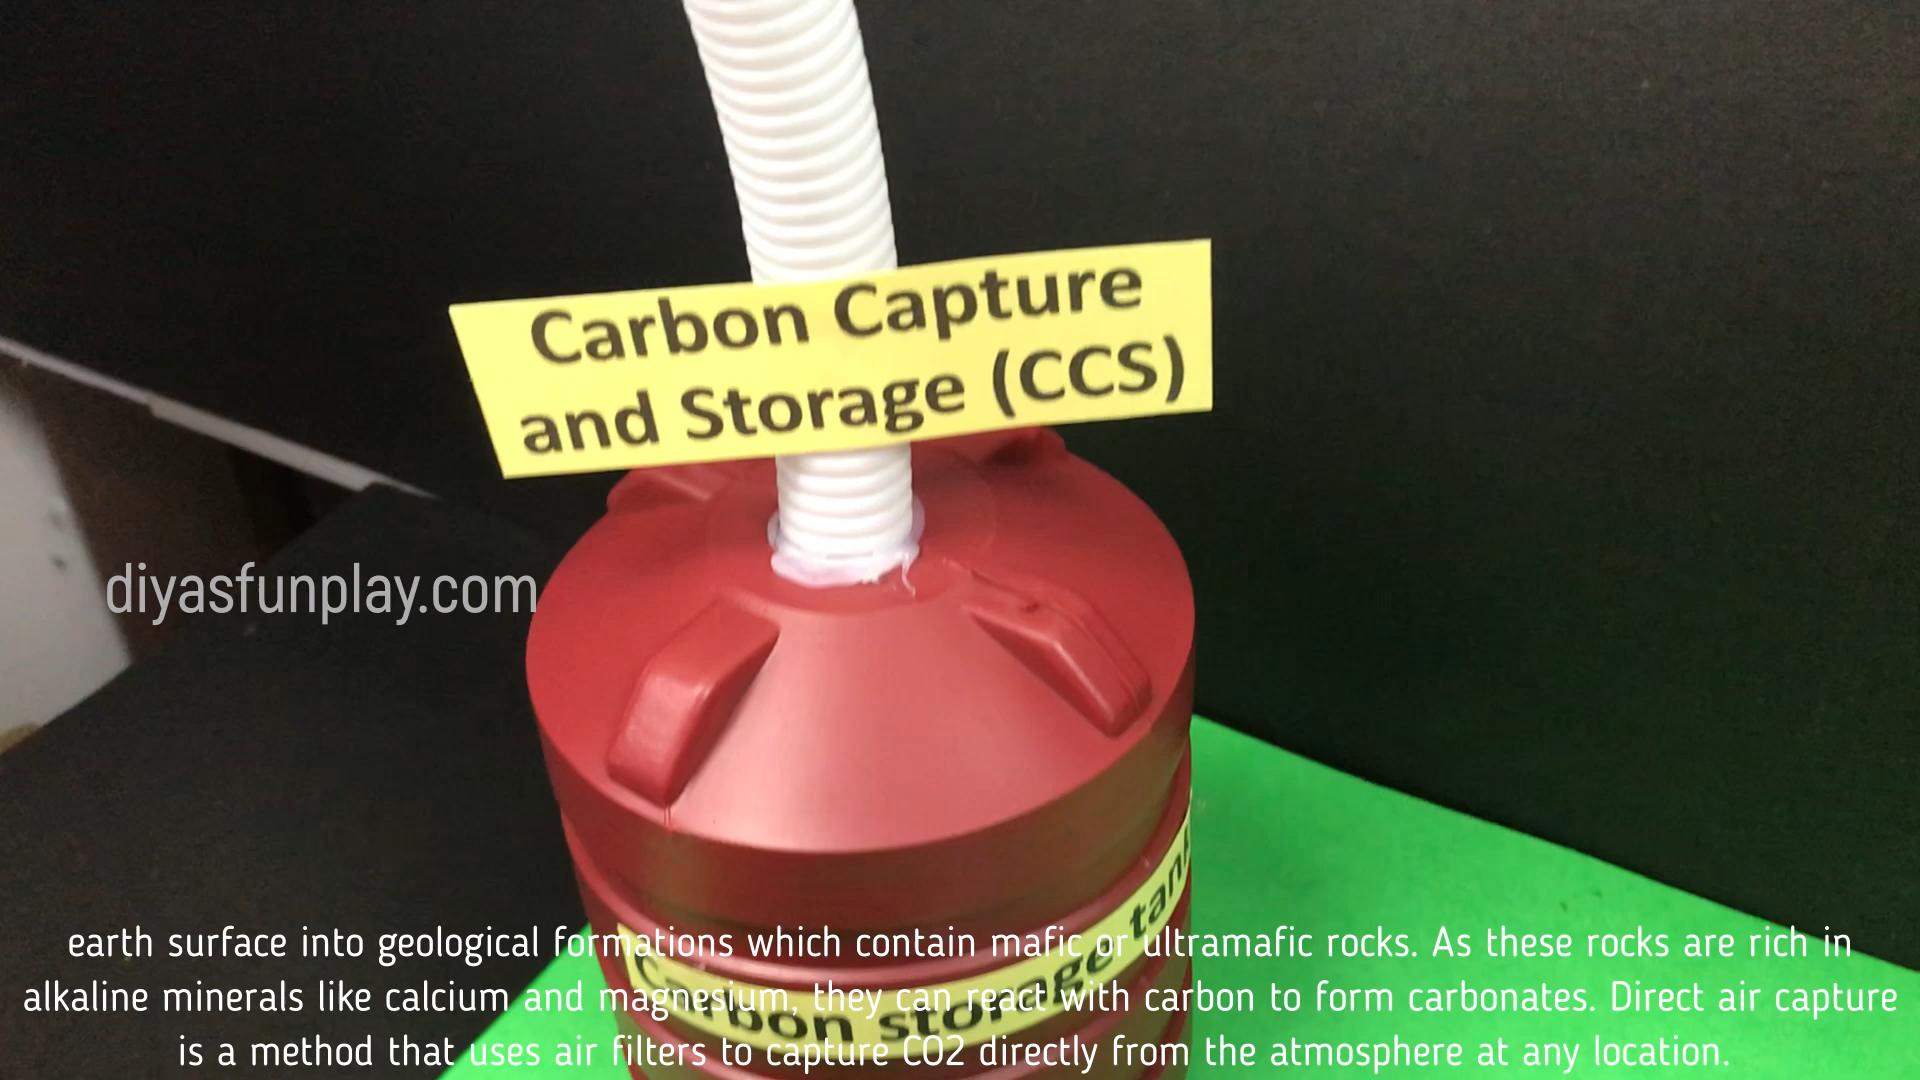 Carbon Capture
and Storage (CCS)
diyasfunplay.com
Carbon storage tank
earth surface into geological formations which contain mafic or ultramafic rocks. As these rocks are rich in
alkaline minerals like calcium and magnesium, they can react with carbon to form carbonates. Direct air capture
is a method that uses air filters to capture CO2 directly from the atmosphere at any location.